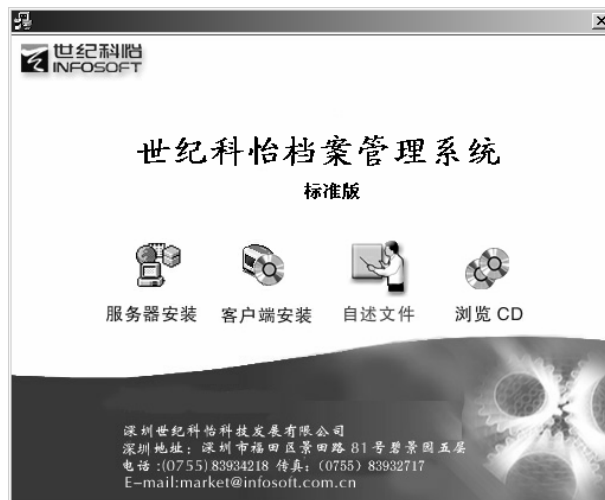 世纪科怡
INFOSOFT
世纪科怡档案管理系统
标准版
服务器安装 客户端安装 自述文件 浏览 CD
深圳世纪科怡科技发展有限公司
深圳地址：深圳市福田区景田路 81 号碧景园五层
电话:(0755)83934218 传真:(0755) 83932717
E-mail:market@infosoft.com.cn